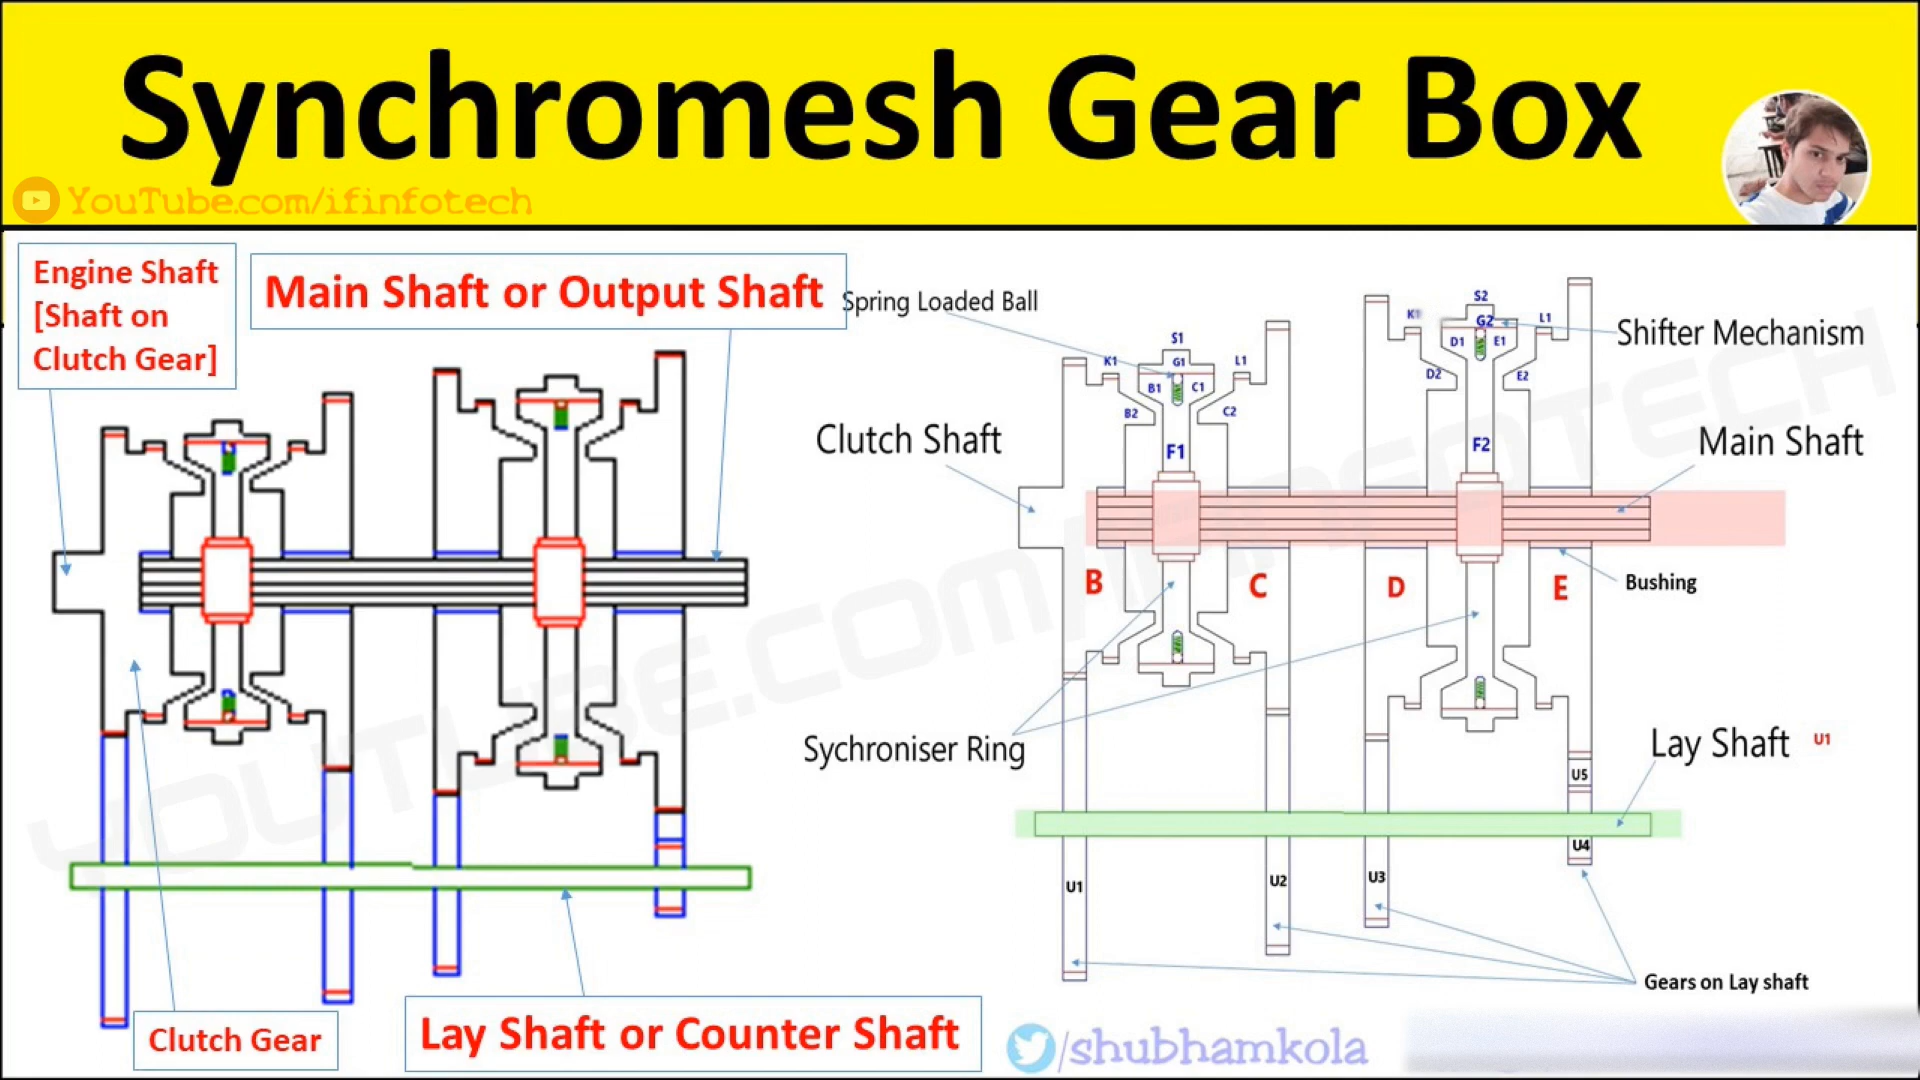 Synchromesh Gear Box
YouTube.com/ifinfotech
Engine Shaft
[Shaft on
Clutch Gear]
Main Shaft or Output Shaft
Clutch Gear
Lay Shaft or Counter Shaft
Spring Loaded Ball
S1
K1
G1
L1
B1
C1
B2
C2
F1
S2
K1
G2
L1
D1
E1
D2
E2
F2
Shifter Mechanism
Clutch Shaft
Main Shaft
B
C
D
E
Bushing
Sychroniser Ring
Lay Shaft
U1
U5
U4
U1
U2
U3
Gears on Lay shaft
YOUTUBE.COM/IFINFOTECH
/shubhamkola